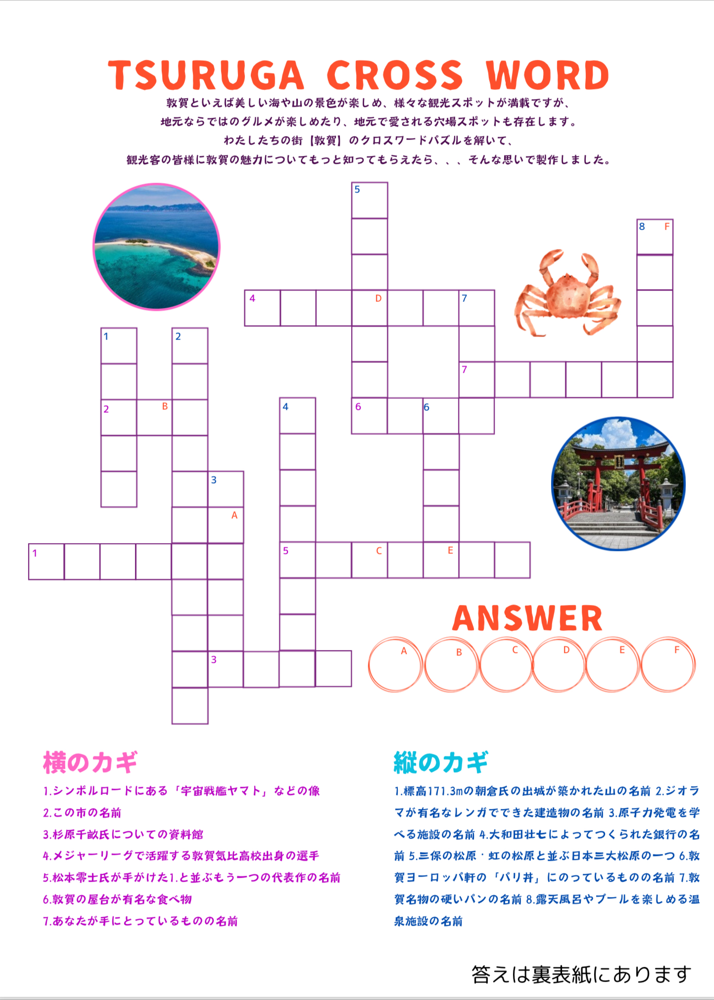 TSURUGA CROSS WORD
敦賀といえば美しい海や山の景色が楽しめ、様々な観光スポットが満載ですが、
地元ならではのグルメが楽しめたり、地元で愛される穴場スポットも存在します。
わたしたちの街【敦賀】のクロスワードパズルを解いて、
観光客の皆様に敦賀の魅力についてもっと知ってもらえたら、、、そんな思いで製作しました。
5
8 F
4 D 7
1 2
7
2 B 4 6 6
3
A
1 5 C E
3
ANSWER
A B C D E F
横のカギ
1.シンボルロードにある「宇宙戦艦ヤマト」などの像
2.この市の名前
3.杉原千畝氏についての資料館
4.メジャーリーグで活躍する敦賀気比高校出身の選手
5.松本零士氏が手がけた1.と並ぶもう一つの代表作の名前
6.敦賀の屋台が有名な食べ物
7.あなたが手にとっているものの名前
縦のカギ
1.標高171.3mの朝倉氏の出城が築かれた山の名前 2.ジオラ
マが有名なレンガでできた建造物の名前 3.原子力発電を学
べる施設の名前 4.大和田壮七によってつくられた銀行の名
前 5.三保の松原・虹の松原と並ぶ日本三大松原の一つ 6.敦
賀ヨーロッパ軒の「パリ丼」にのっているものの名前 7.敦
賀名物の硬いパンの名前 8.露天風呂やプールを楽しめる温
泉施設の名前
答えは裏表紙にあります